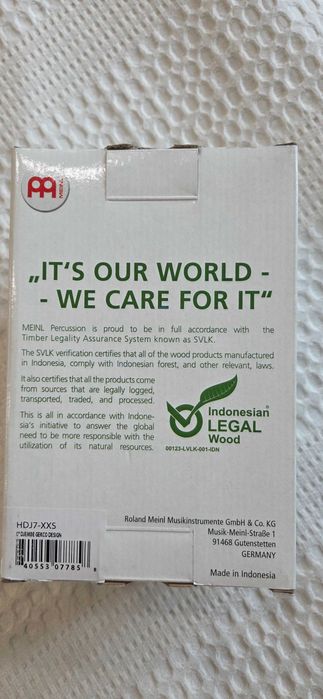 MEINL
„IT'S OUR WORLD -
- WE CARE FOR IT“
MEINL Percussion is proud to be in full accordance with the
Timber Legality Assurance System known as SVLK.
The SVLK verification certifies that all of the wood products manufactured
in Indonesia, comply with Indonesian forest, and other relevant, laws.
It also certifies that all the products come
from sources that are legally logged,
transported, traded, and processed.
This is all in accordance with Indone-
sia's initiative to answer the global
need to be more responsible with the
utilization of its natural resources.
Indonesian
LEGAL
Wood
00123-LVLK-001-IDN
HDJ7-XXS
DJEMBE GEKCO DESIGN
40553 07785
Roland Meinl Musikinstrumente GmbH & Co. KG
Musik-Meinl-Straße 1
91468 Gutenstetten
GERMANY
Made in Indonesia